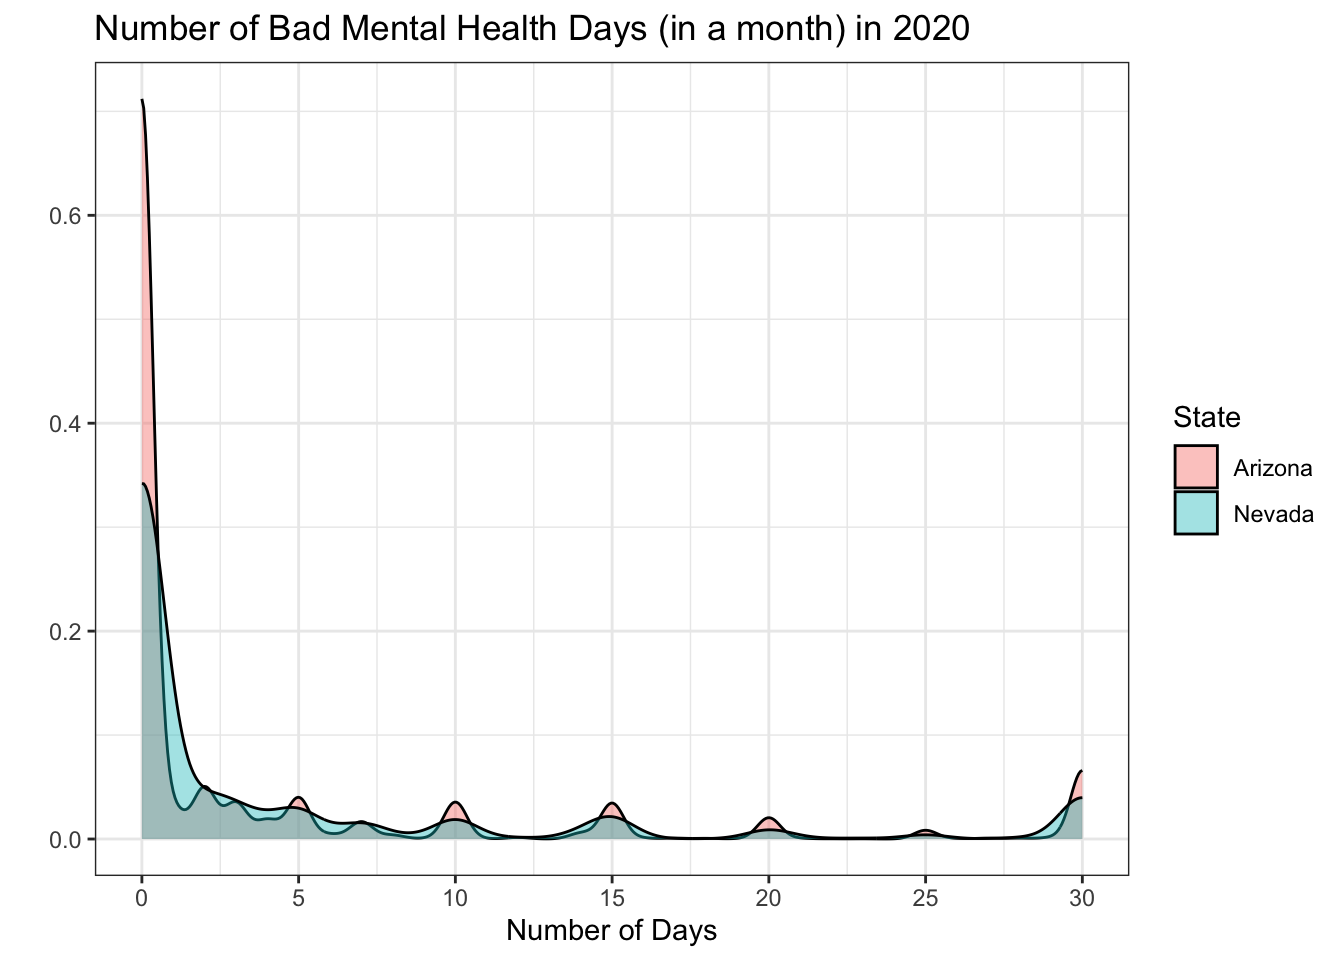 Number of Bad Mental Health Days (in a month) in 2020
0.6
0.4
0.2
0.0
0 5 10 15 20 25 30
Number of Days
State
Arizona
Nevada